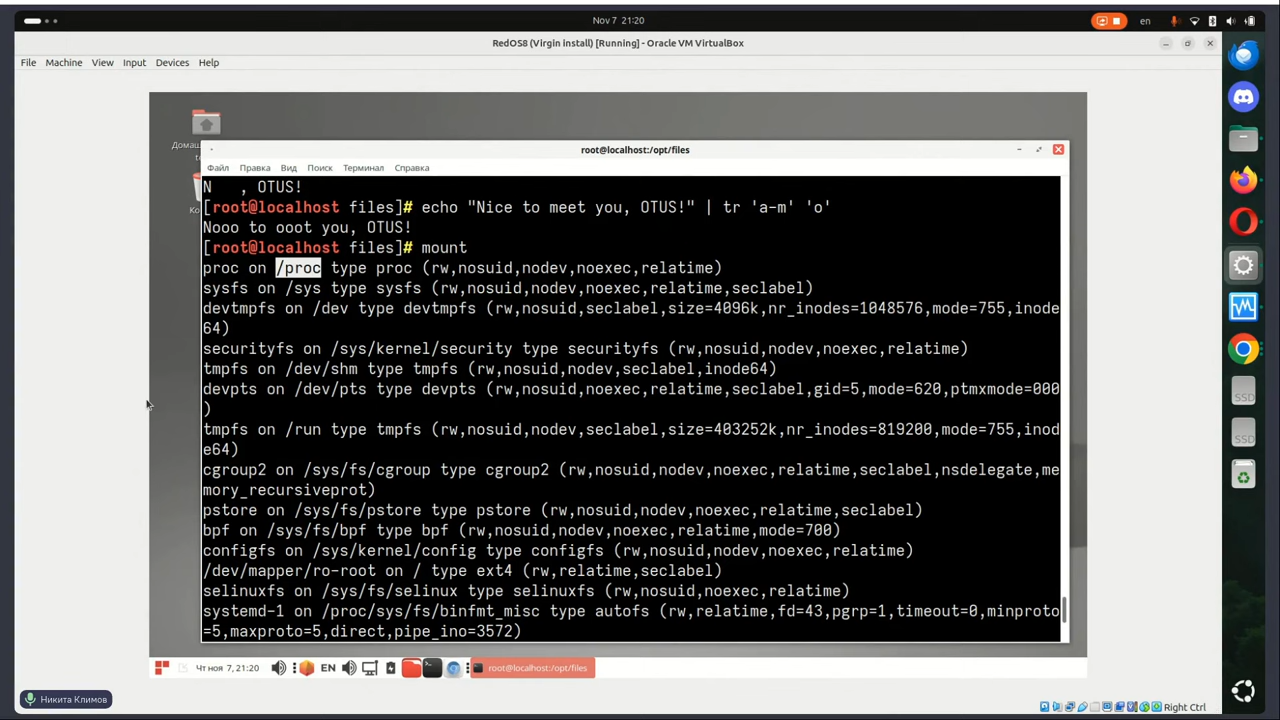 Nov 7 21:20
en
RedOS8 (Virgin install) [Running] - Oracle VM VirtualBox
File Machine View Input Devices Help
root@localhost:/opt/files
Файл Правка Вид Поиск Терминал Справка
N   , OTUS!
[root@localhost files]# echo "Nice to meet you, OTUS!" | tr 'a-m' 'o'
Nooo to ooot you, OTUS!
[root@localhost files]# mount
proc on /proc type proc (rw,nosuid,nodev,noexec,relatime)
sysfs on /sys type sysfs (rw,nosuid,nodev,noexec,relatime,seclabel)
devtmpfs on /dev type devtmpfs (rw,nosuid,seclabel,size=4096k,nr_inodes=1048576,mode=755,inode
64)
securityfs on /sys/kernel/security type securityfs (rw,nosuid,nodev,noexec,relatime)
tmpfs on /dev/shm type tmpfs (rw,nosuid,nodev,seclabel,inode64)
devpts on /dev/pts type devpts (rw,nosuid,noexec,relatime,seclabel,gid=5,mode=620,ptmxmode=000
)
tmpfs on /run type tmpfs (rw,nosuid,nodev,seclabel,size=403252k,nr_inodes=819200,mode=755,inod
e64)
cgroup2 on /sys/fs/cgroup type cgroup2 (rw,nosuid,nodev,noexec,relatime,seclabel,nsdelegate,me
mory_recursiveprot)
pstore on /sys/fs/pstore type pstore (rw,nosuid,nodev,noexec,relatime,seclabel)
bpf on /sys/fs/bpf type bpf (rw,nosuid,nodev,noexec,relatime,mode=700)
configfs on /sys/kernel/config type configfs (rw,nosuid,nodev,noexec,relatime)
/dev/mapper/ro-root on / type ext4 (rw,relatime,seclabel)
selinuxfs on /sys/fs/selinux type selinuxfs (rw,nosuid,noexec,relatime)
systemd-1 on /proc/sys/fs/binfmt_misc type autofs (rw,relatime,fd=43,pgrp=1,timeout=0,minproto
=5,maxproto=5,direct,pipe_ino=3572)
Чт ноя 7, 21:20
EN
root@localhost:/opt/files
Никита Климов
Right Ctrl
SSD
SSD